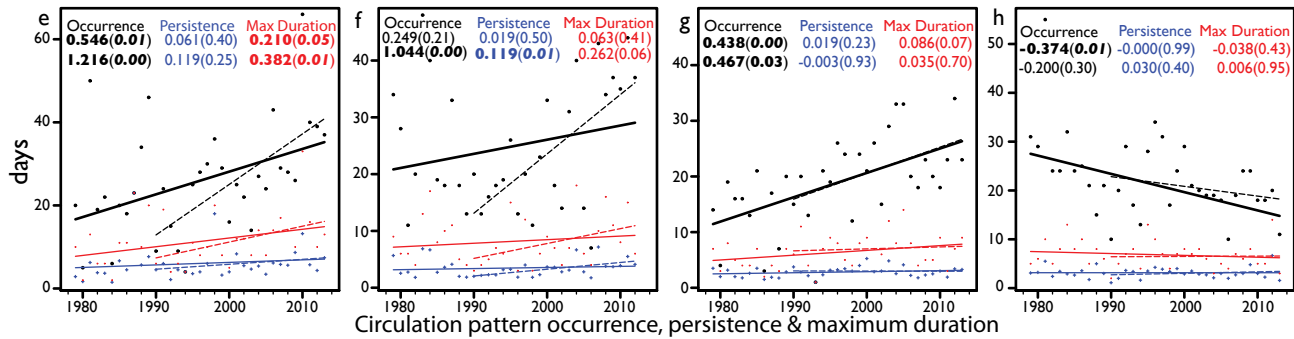 e Occurrence Persistence Max Duration
0.546(0.01) 0.061(0.40) 0.210(0.05)
1.216(0.00) 0.119(0.25) 0.382(0.01)
f Occurrence Persistence Max Duration
0.249(0.21) 0.019(0.50) 0.063(0.41)
1.044(0.00) 0.119(0.01) 0.262(0.06)
g Occurrence Persistence Max Duration
0.438(0.00) 0.019(0.23) 0.086(0.07)
0.467(0.03) -0.003(0.93) 0.035(0.70)
h Occurrence Persistence Max Duration
-0.374(0.01) -0.000(0.99) -0.038(0.43)
-0.200(0.30) 0.030(0.40) 0.006(0.95)
days
60
40
20
0
40
30
20
10
0
50
40
30
20
10
0
50
40
30
20
10
0
1980 1990 2000 2010
1980 1990 2000 2010
1980 1990 2000 2010
1980 1990 2000 2010
Circulation pattern occurrence, persistence & maximum duration